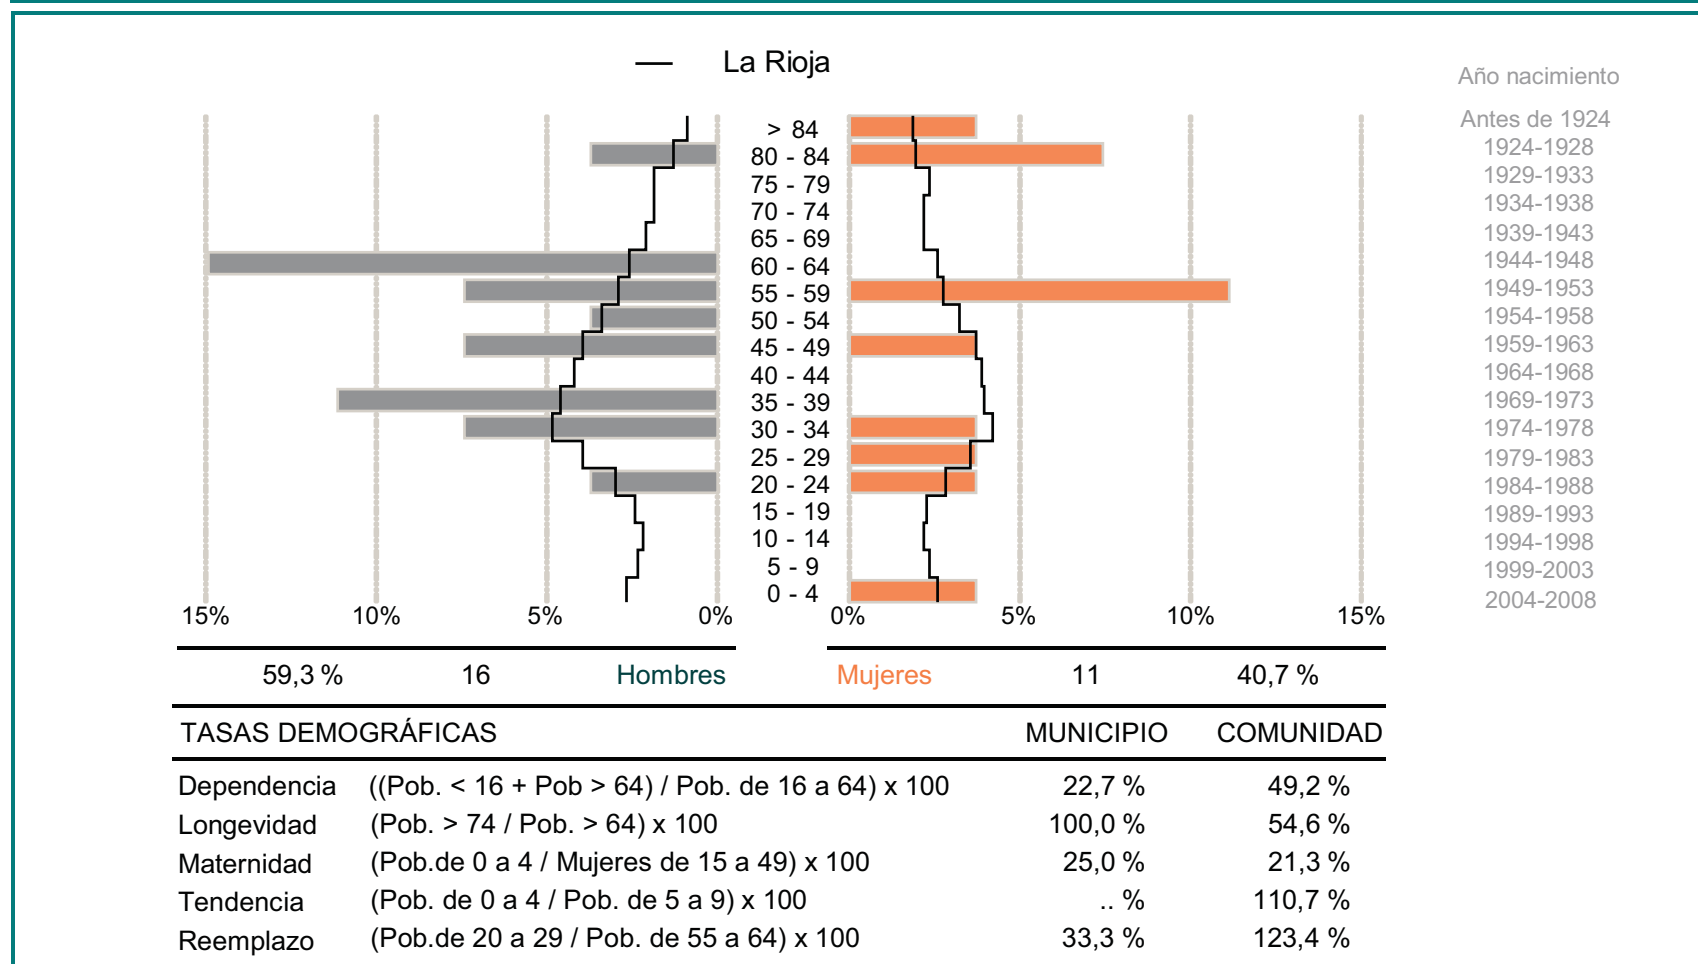 La Rioja
Año nacimiento
> 84 Antes de 1924
80 - 84 1924-1928
75 - 79 1929-1933
70 - 74 1934-1938
65 - 69 1939-1943
60 - 64 1944-1948
55 - 59 1949-1953
50 - 54 1954-1958
45 - 49 1959-1963
40 - 44 1964-1968
35 - 39 1969-1973
30 - 34 1974-1978
25 - 29 1979-1983
20 - 24 1984-1988
15 - 19 1989-1993
10 - 14 1994-1998
5 - 9 1999-2003
0 - 4 2004-2008
15% 10% 5% 0% 0% 5% 10% 15%
59,3 % 16 Hombres Mujeres 11 40,7 %
TASAS DEMOGRÁFICAS MUNICIPIO COMUNIDAD
Dependencia ((Pob. < 16 + Pob > 64) / Pob. de 16 a 64) x 100 22,7 % 49,2 %
Longevidad (Pob. > 74 / Pob. > 64) x 100 100,0 % 54,6 %
Maternidad (Pob.de 0 a 4 / Mujeres de 15 a 49) x 100 25,0 % 21,3 %
Tendencia (Pob. de 0 a 4 / Pob. de 5 a 9) x 100 .. % 110,7 %
Reemplazo (Pob.de 20 a 29 / Pob. de 55 a 64) x 100 33,3 % 123,4 %